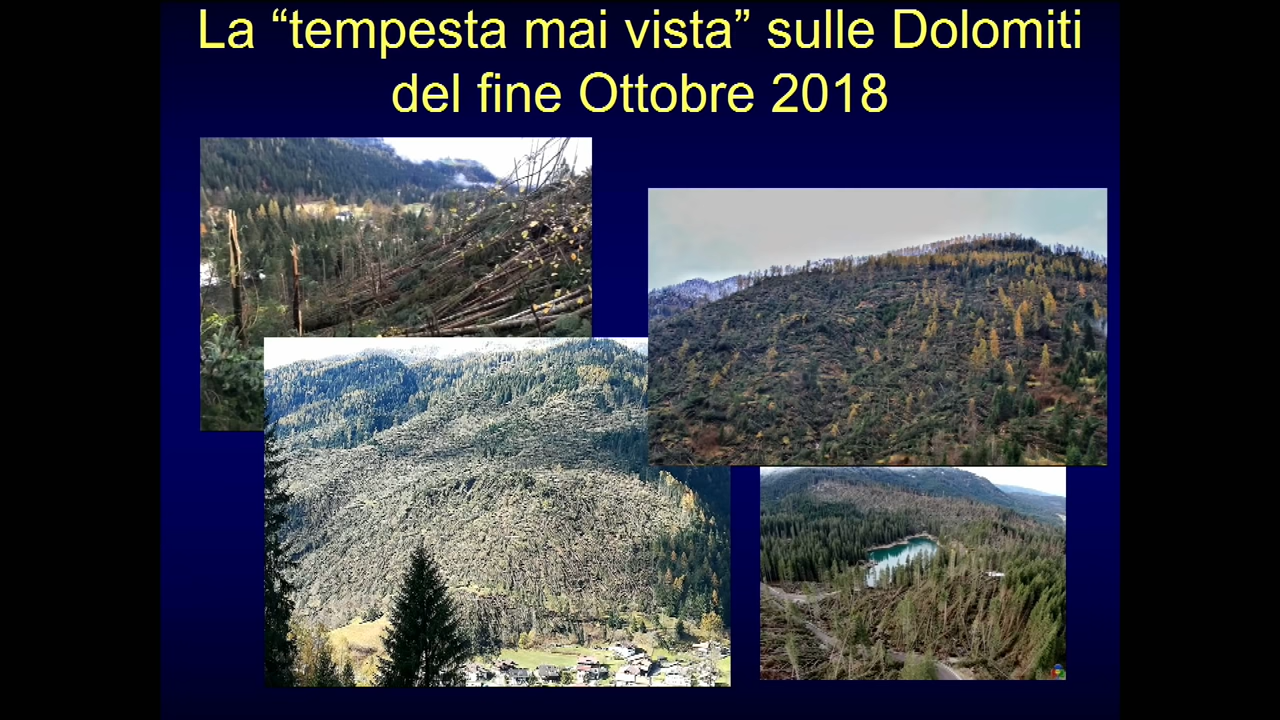 La “tempesta mai vista” sulle Dolomiti
del fine Ottobre 2018